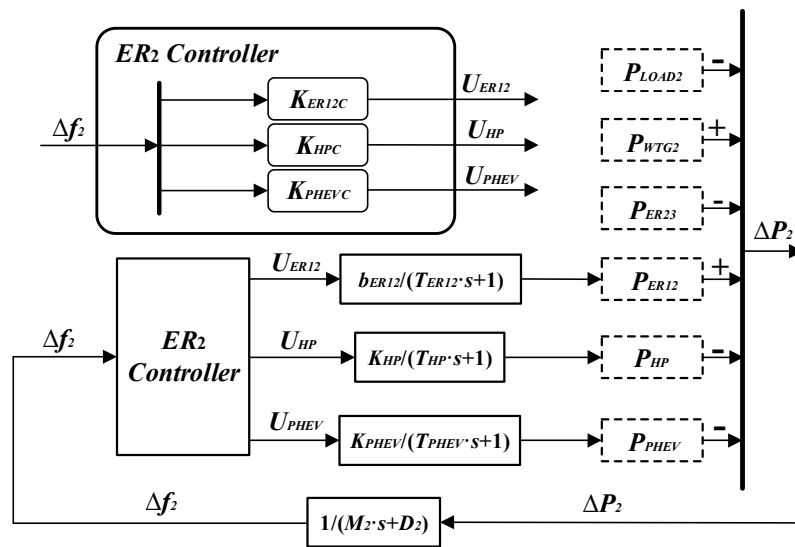 ER2 Controller
Δf2
KER12C
UER12
KHPC
UHP
KPHEVC
UPHEV
PLOAD2
-
PWTG2
+
PER23
-
ΔP2
ER2
Controller
Δf2
UER12
bER12/(TER12·s+1)
PER12
+
UHP
KHP/(THP·s+1)
PHP
-
UPHEV
KPHEV/(TPHEV·s+1)
PPHEV
-
Δf2
1/(M2·s+D2)
ΔP2